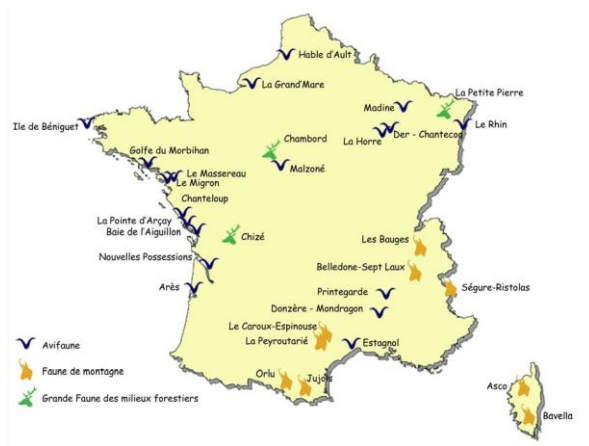 Hable d'Ault
La Grand'Mare
La Petite Pierre
Madine
Ile de Béniguet
Le Rhin
La Horre
Der - Chantecoq
Chambord
Golfe du Morbihan
Malzoné
Le Massereau
Le Migron
Chanteloup
La Pointe d'Arçay
Baie de l'Aiguillon
Chizé
Les Bauges
Nouvelles Possessions
Belledone-Sept Laux
Arès
Printegarde
Ségure-Ristolas
Donzère - Mondragon
Le Caroux-Espinouse
La Peyroutarié
Estagnol
Avifaune
Faune de montagne
Orlu
Jujols
Asco
Grande Faune des milieux forestiers
Bavella